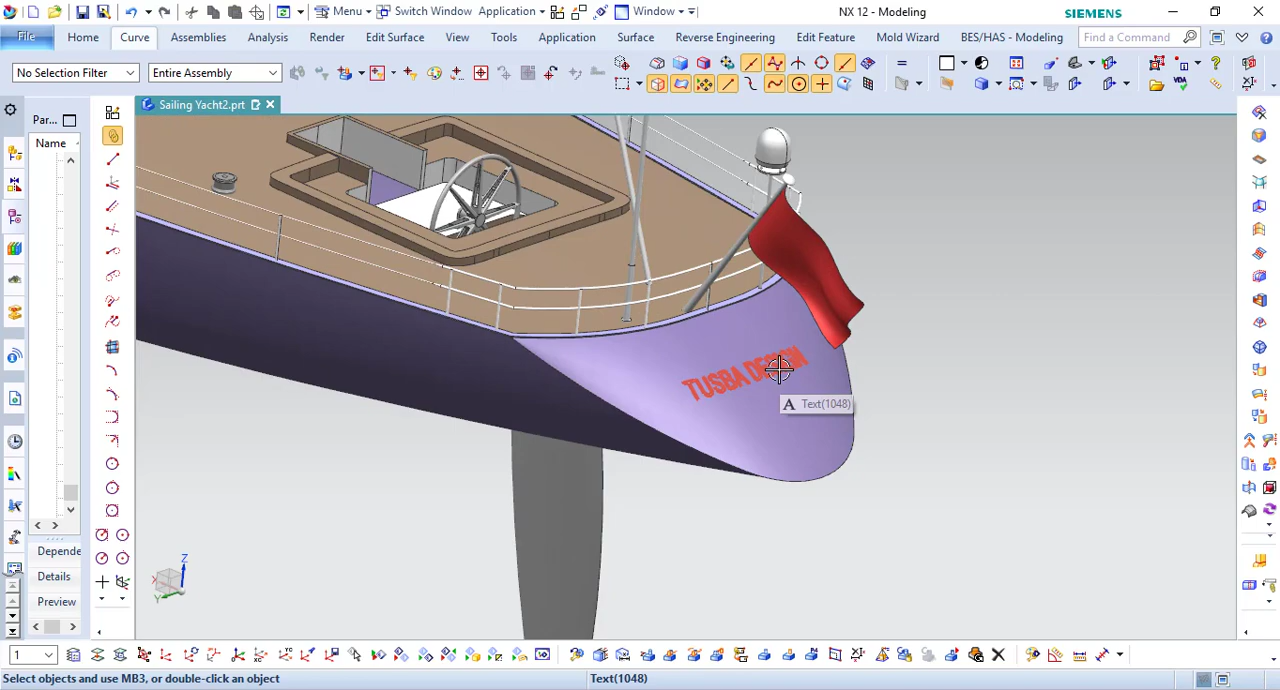 Menu
Switch Window
Application
Window
NX 12 - Modeling
SIEMENS
File
Home
Curve
Assemblies
Analysis
Render
Edit Surface
View
Tools
Application
Surface
Reverse Engineering
Edit Feature
Mold Wizard
BES/HAS - Modeling
Find a Command
No Selection Filter
Entire Assembly
Sailing Yacht2.prt
Par...
Name
TUSBA DESIGN
A Text(1048)
Depende
Details
Preview
Z
X
Y
1
Select objects and use MB3, or double-click an object
Text(1048)